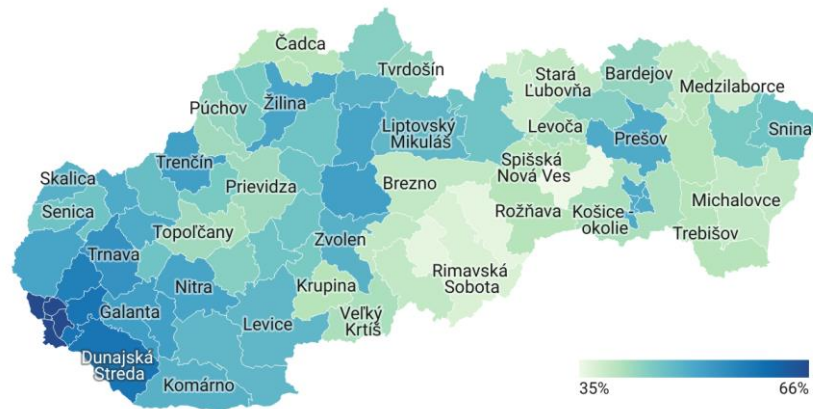 Čadca
Tvrdošín
Stará
Ľubovňa
Bardejov
Medzilaborce
Púchov
Žilina
Liptovský
Mikuláš
Levoča
Prešov
Snina
Trenčín
Spišská
Nová Ves
Skalica
Prievidza
Brezno
Michalovce
Senica
Rožňava
Košice -
okolie
Topoľčany
Trebišov
Trnava
Zvolen
Nitra
Krupina
Rimavská
Sobota
Galanta
Levice
Veľký
Krtíš
Dunajská
Streda
Komárno
35%
66%